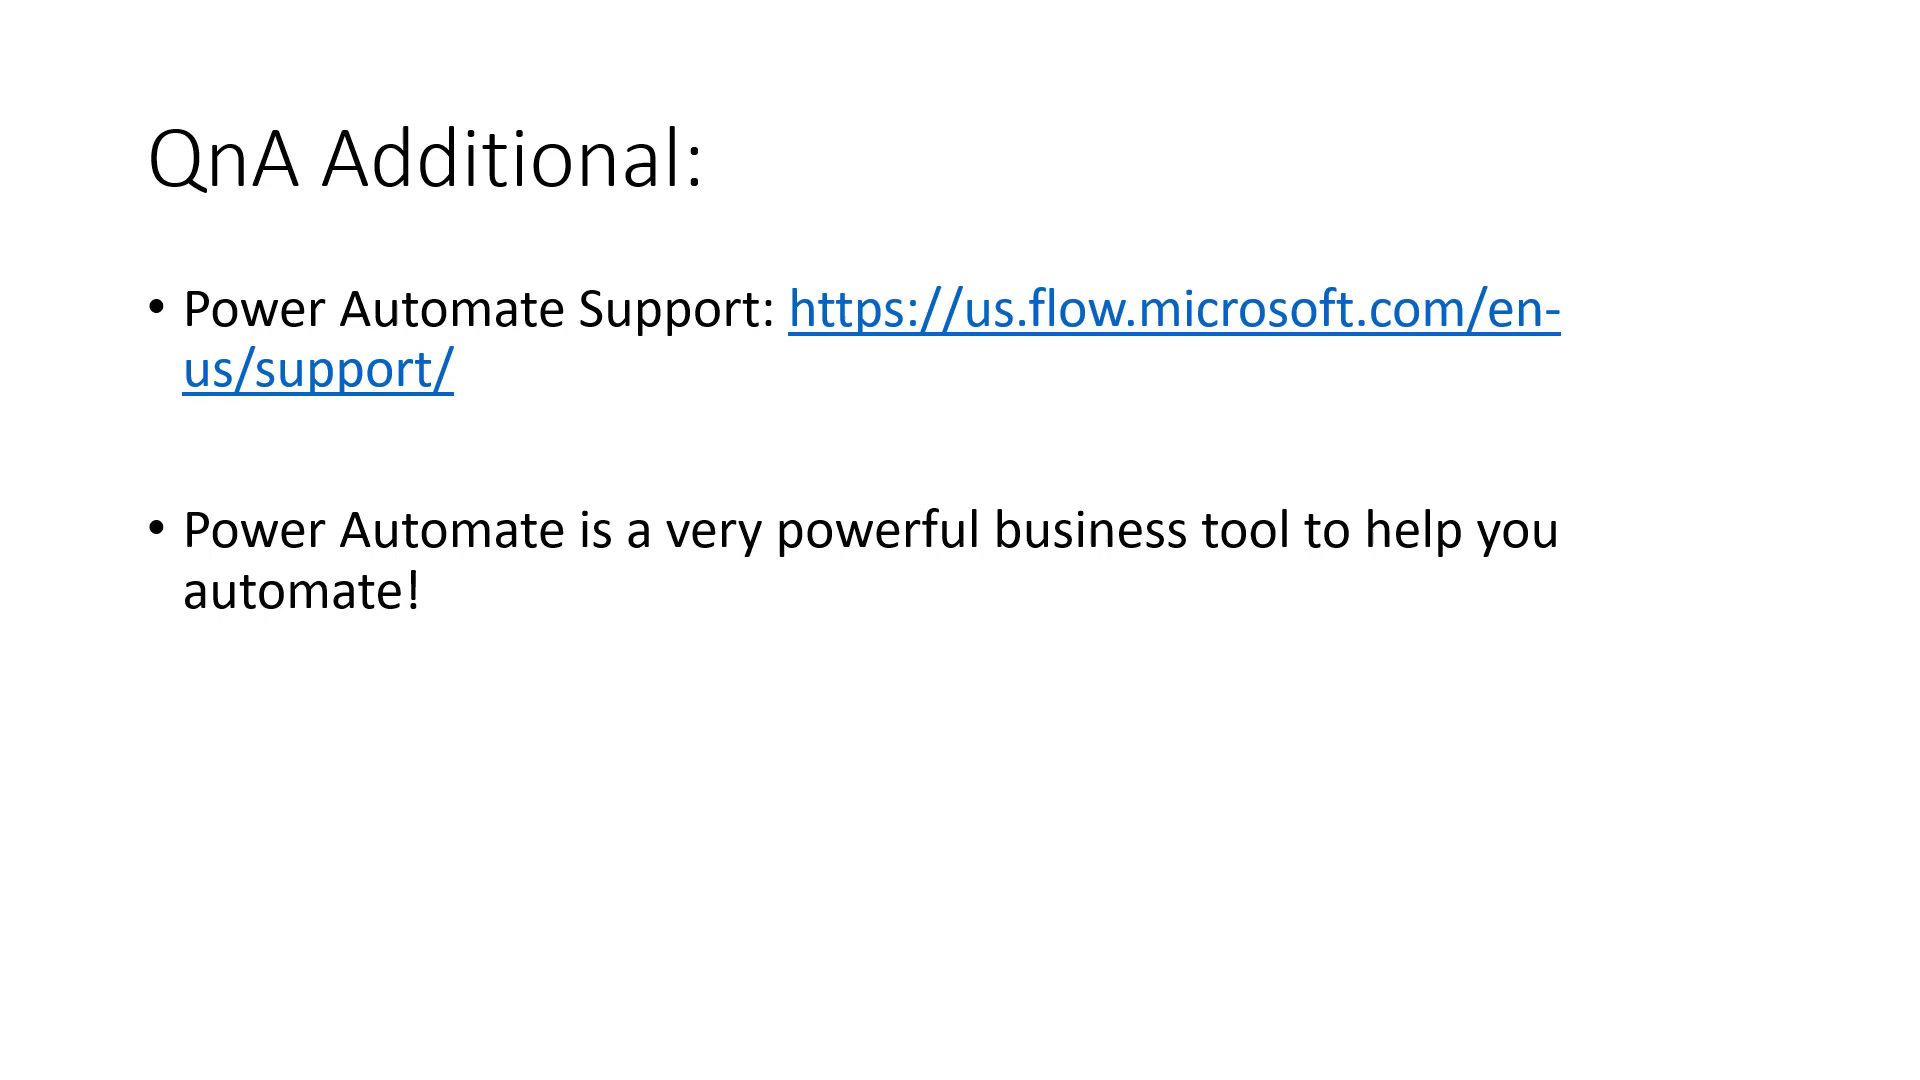 QnA Additional:
• Power Automate Support: https://us.flow.microsoft.com/en-
us/support/
• Power Automate is a very powerful business tool to help you
automate!